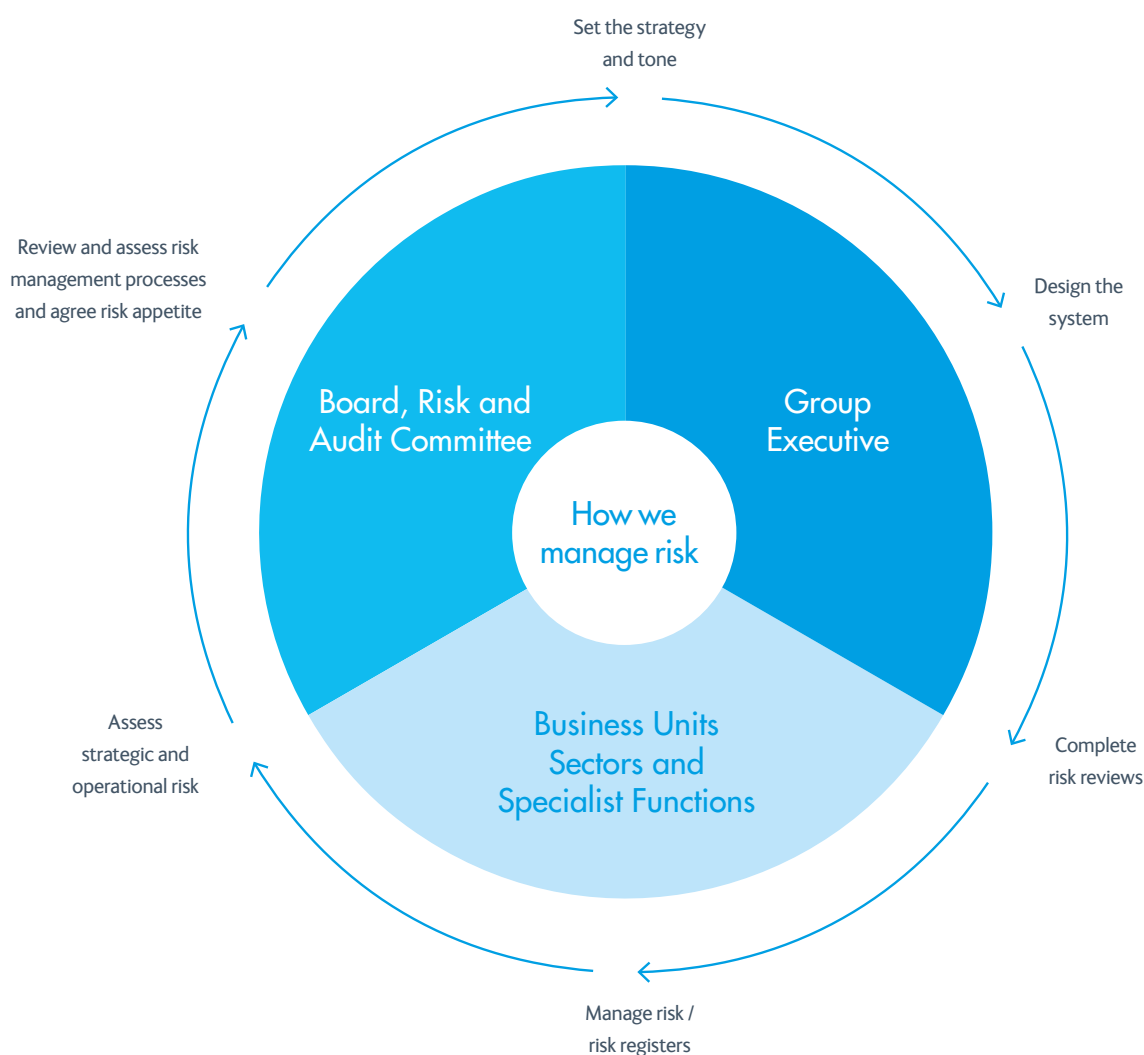 Set the strategy
and tone
Design the
system
Complete
risk reviews
Manage risk /
risk registers
Assess
strategic and
operational risk
Review and assess risk
management processes
and agree risk appetite
Board, Risk and
Audit Committee
Group
Executive
Business Units
Sectors and
Specialist Functions
How we
manage risk